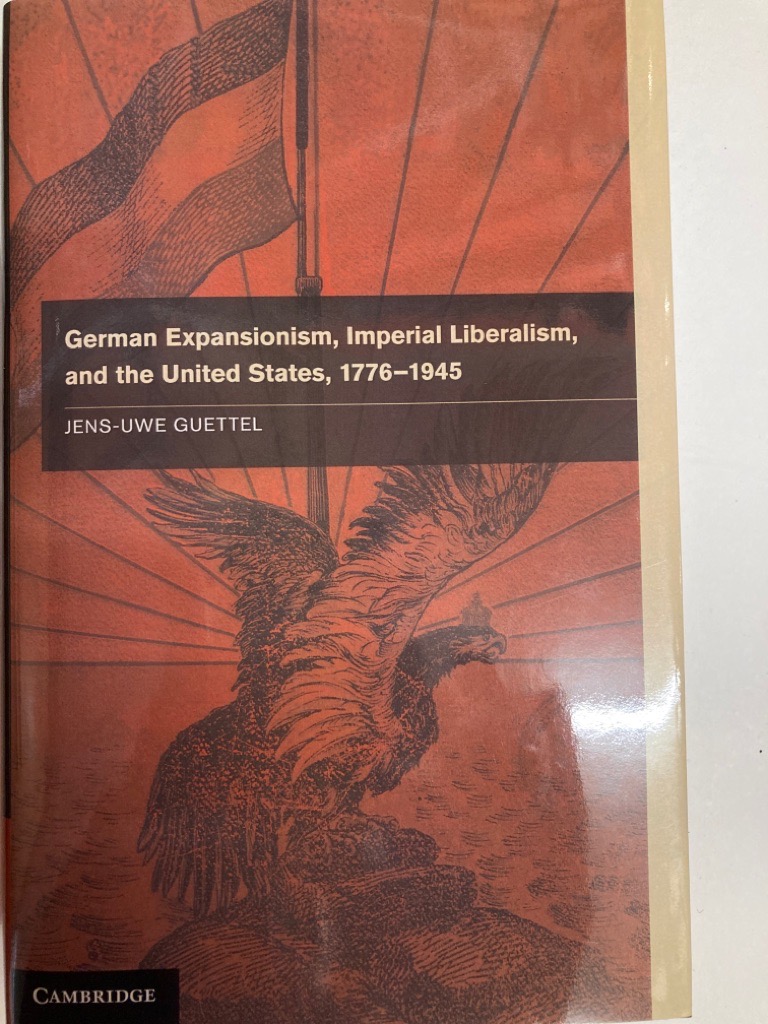 German Expansionism, Imperial Liberalism,
and the United States, 1776–1945
JENS-UWE GUETTEL
CAMBRIDGE